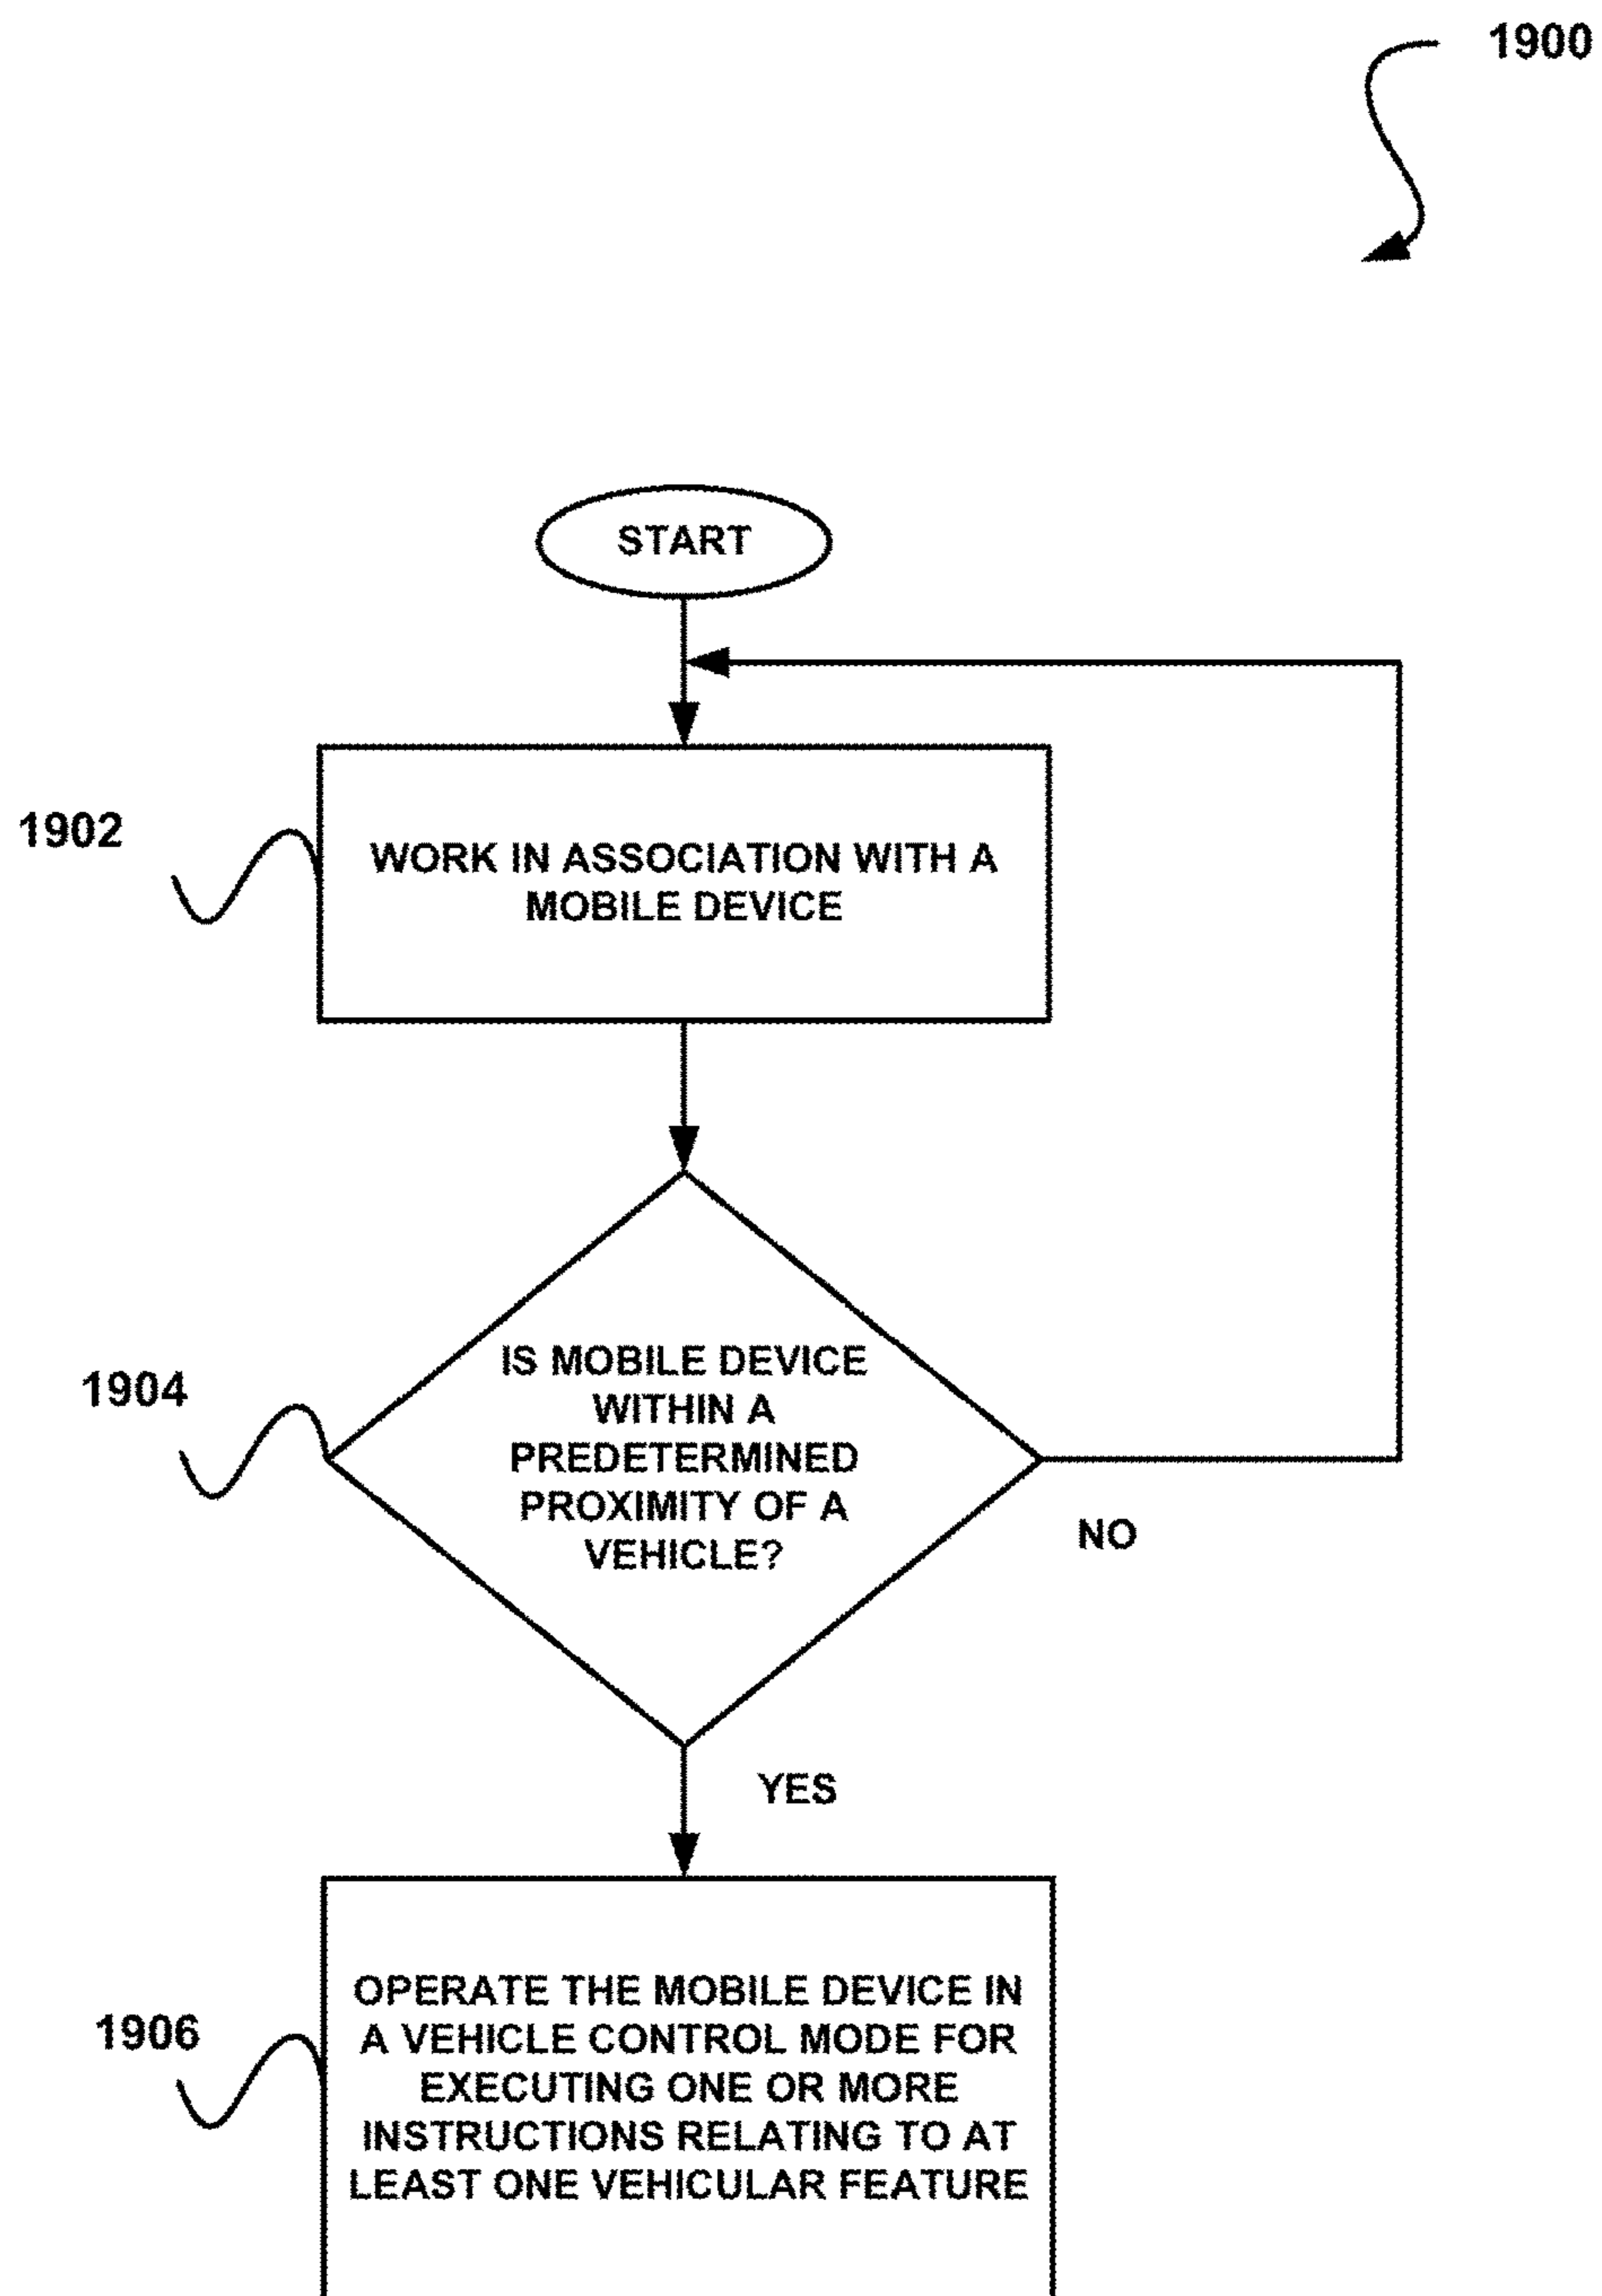 1900
START
1902
WORK IN ASSOCIATION WITH A
MOBILE DEVICE
1904
IS MOBILE DEVICE
WITHIN A
PREDETERMINED
PROXIMITY OF A
VEHICLE?
NO
YES
1906
OPERATE THE MOBILE DEVICE IN
A VEHICLE CONTROL MODE FOR
EXECUTING ONE OR MORE
INSTRUCTIONS RELATING TO AT
LEAST ONE VEHICULAR FEATURE